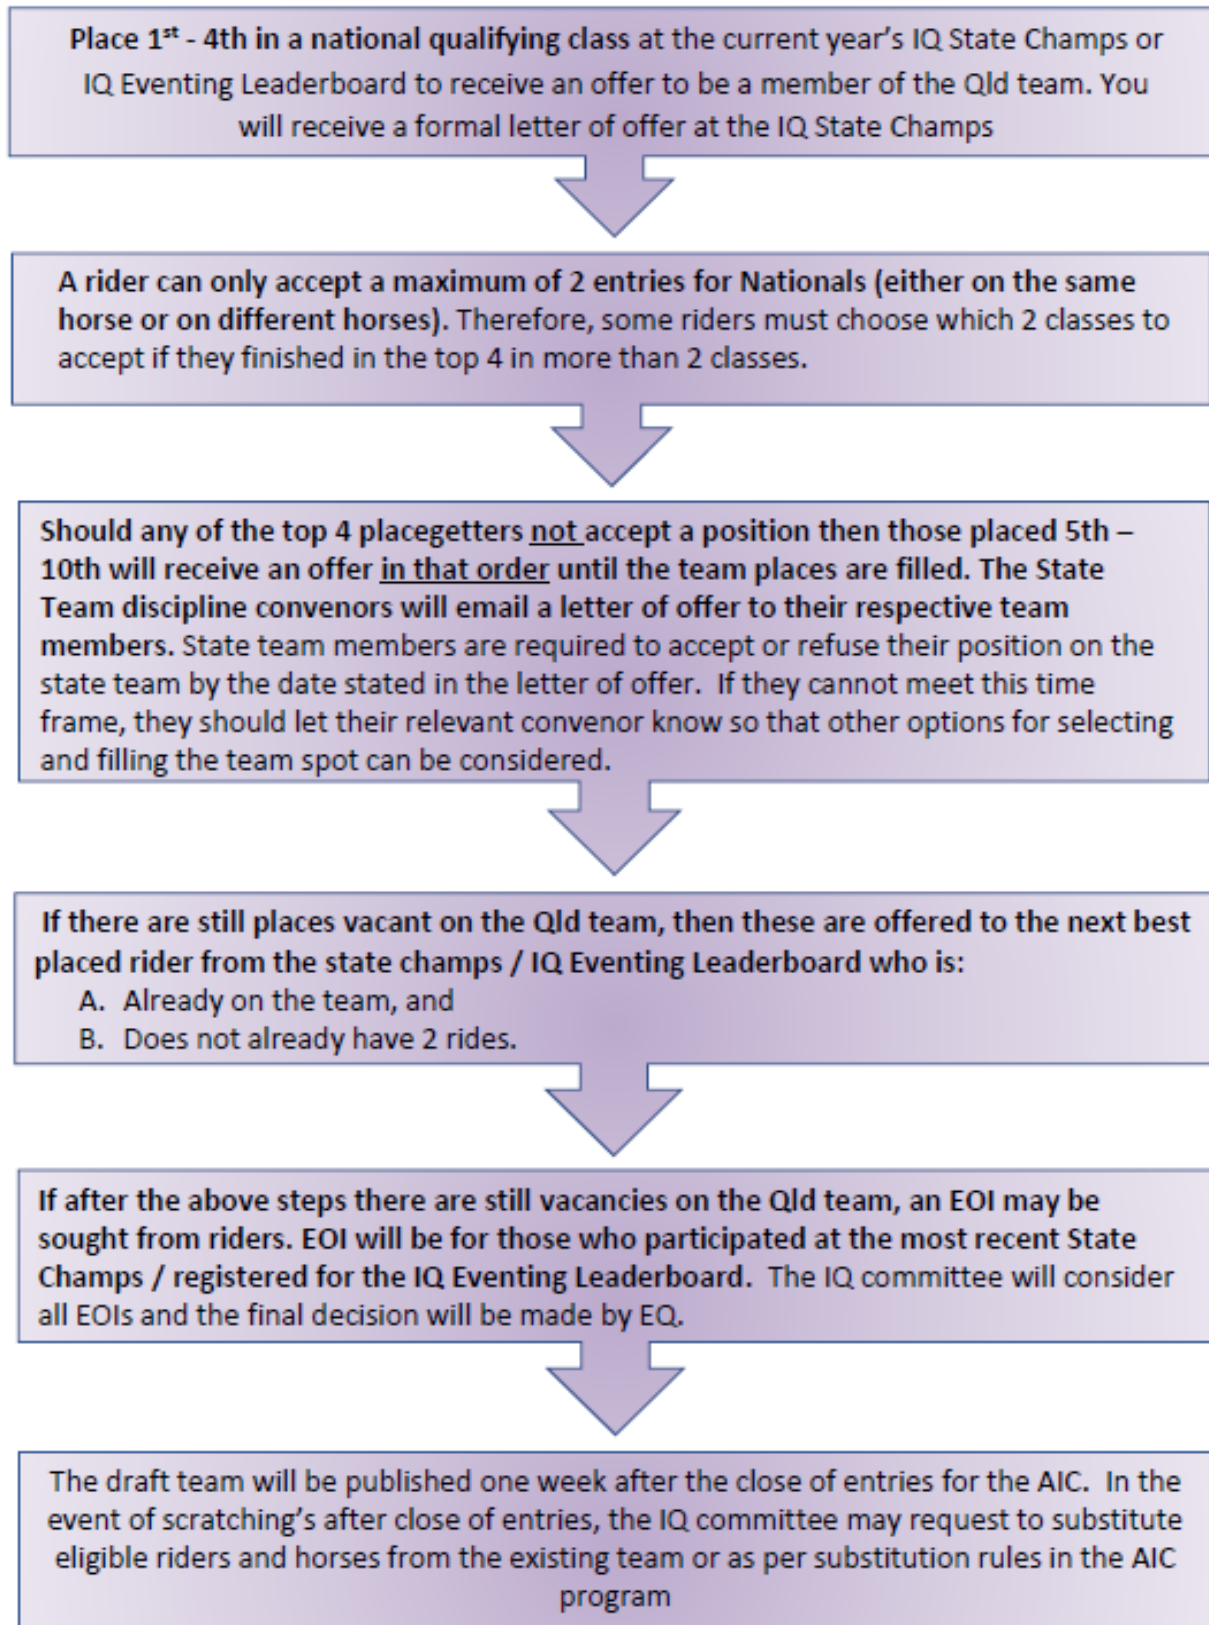 Place 1st - 4th in a national qualifying class at the current year's IQ State Champs or
IQ Eventing Leaderboard to receive an offer to be a member of the Qld team. You
will receive a formal letter of offer at the IQ State Champs
A rider can only accept a maximum of 2 entries for Nationals (either on the same
horse or on different horses). Therefore, some riders must choose which 2 classes to
accept if they finished in the top 4 in more than 2 classes.
Should any of the top 4 placegetters not accept a position then those placed 5th –
10th will receive an offer in that order until the team places are filled. The State
Team discipline convenors will email a letter of offer to their respective team
members. State team members are required to accept or refuse their position on the
state team by the date stated in the letter of offer.  If they cannot meet this time
frame, they should let their relevant convenor know so that other options for selecting
and filling the team spot can be considered.
If there are still places vacant on the Qld team, then these are offered to the next best
placed rider from the state champs / IQ Eventing Leaderboard who is:
A. Already on the team, and
B. Does not already have 2 rides.
If after the above steps there are still vacancies on the Qld team, an EOI may be
sought from riders. EOI will be for those who participated at the most recent State
Champs / registered for the IQ Eventing Leaderboard.  The IQ committee will consider
all EOIs and the final decision will be made by EQ.
The draft team will be published one week after the close of entries for the AIC.  In the
event of scratching's after close of entries, the IQ committee may request to substitute
eligible riders and horses from the existing team or as per substitution rules in the AIC
program